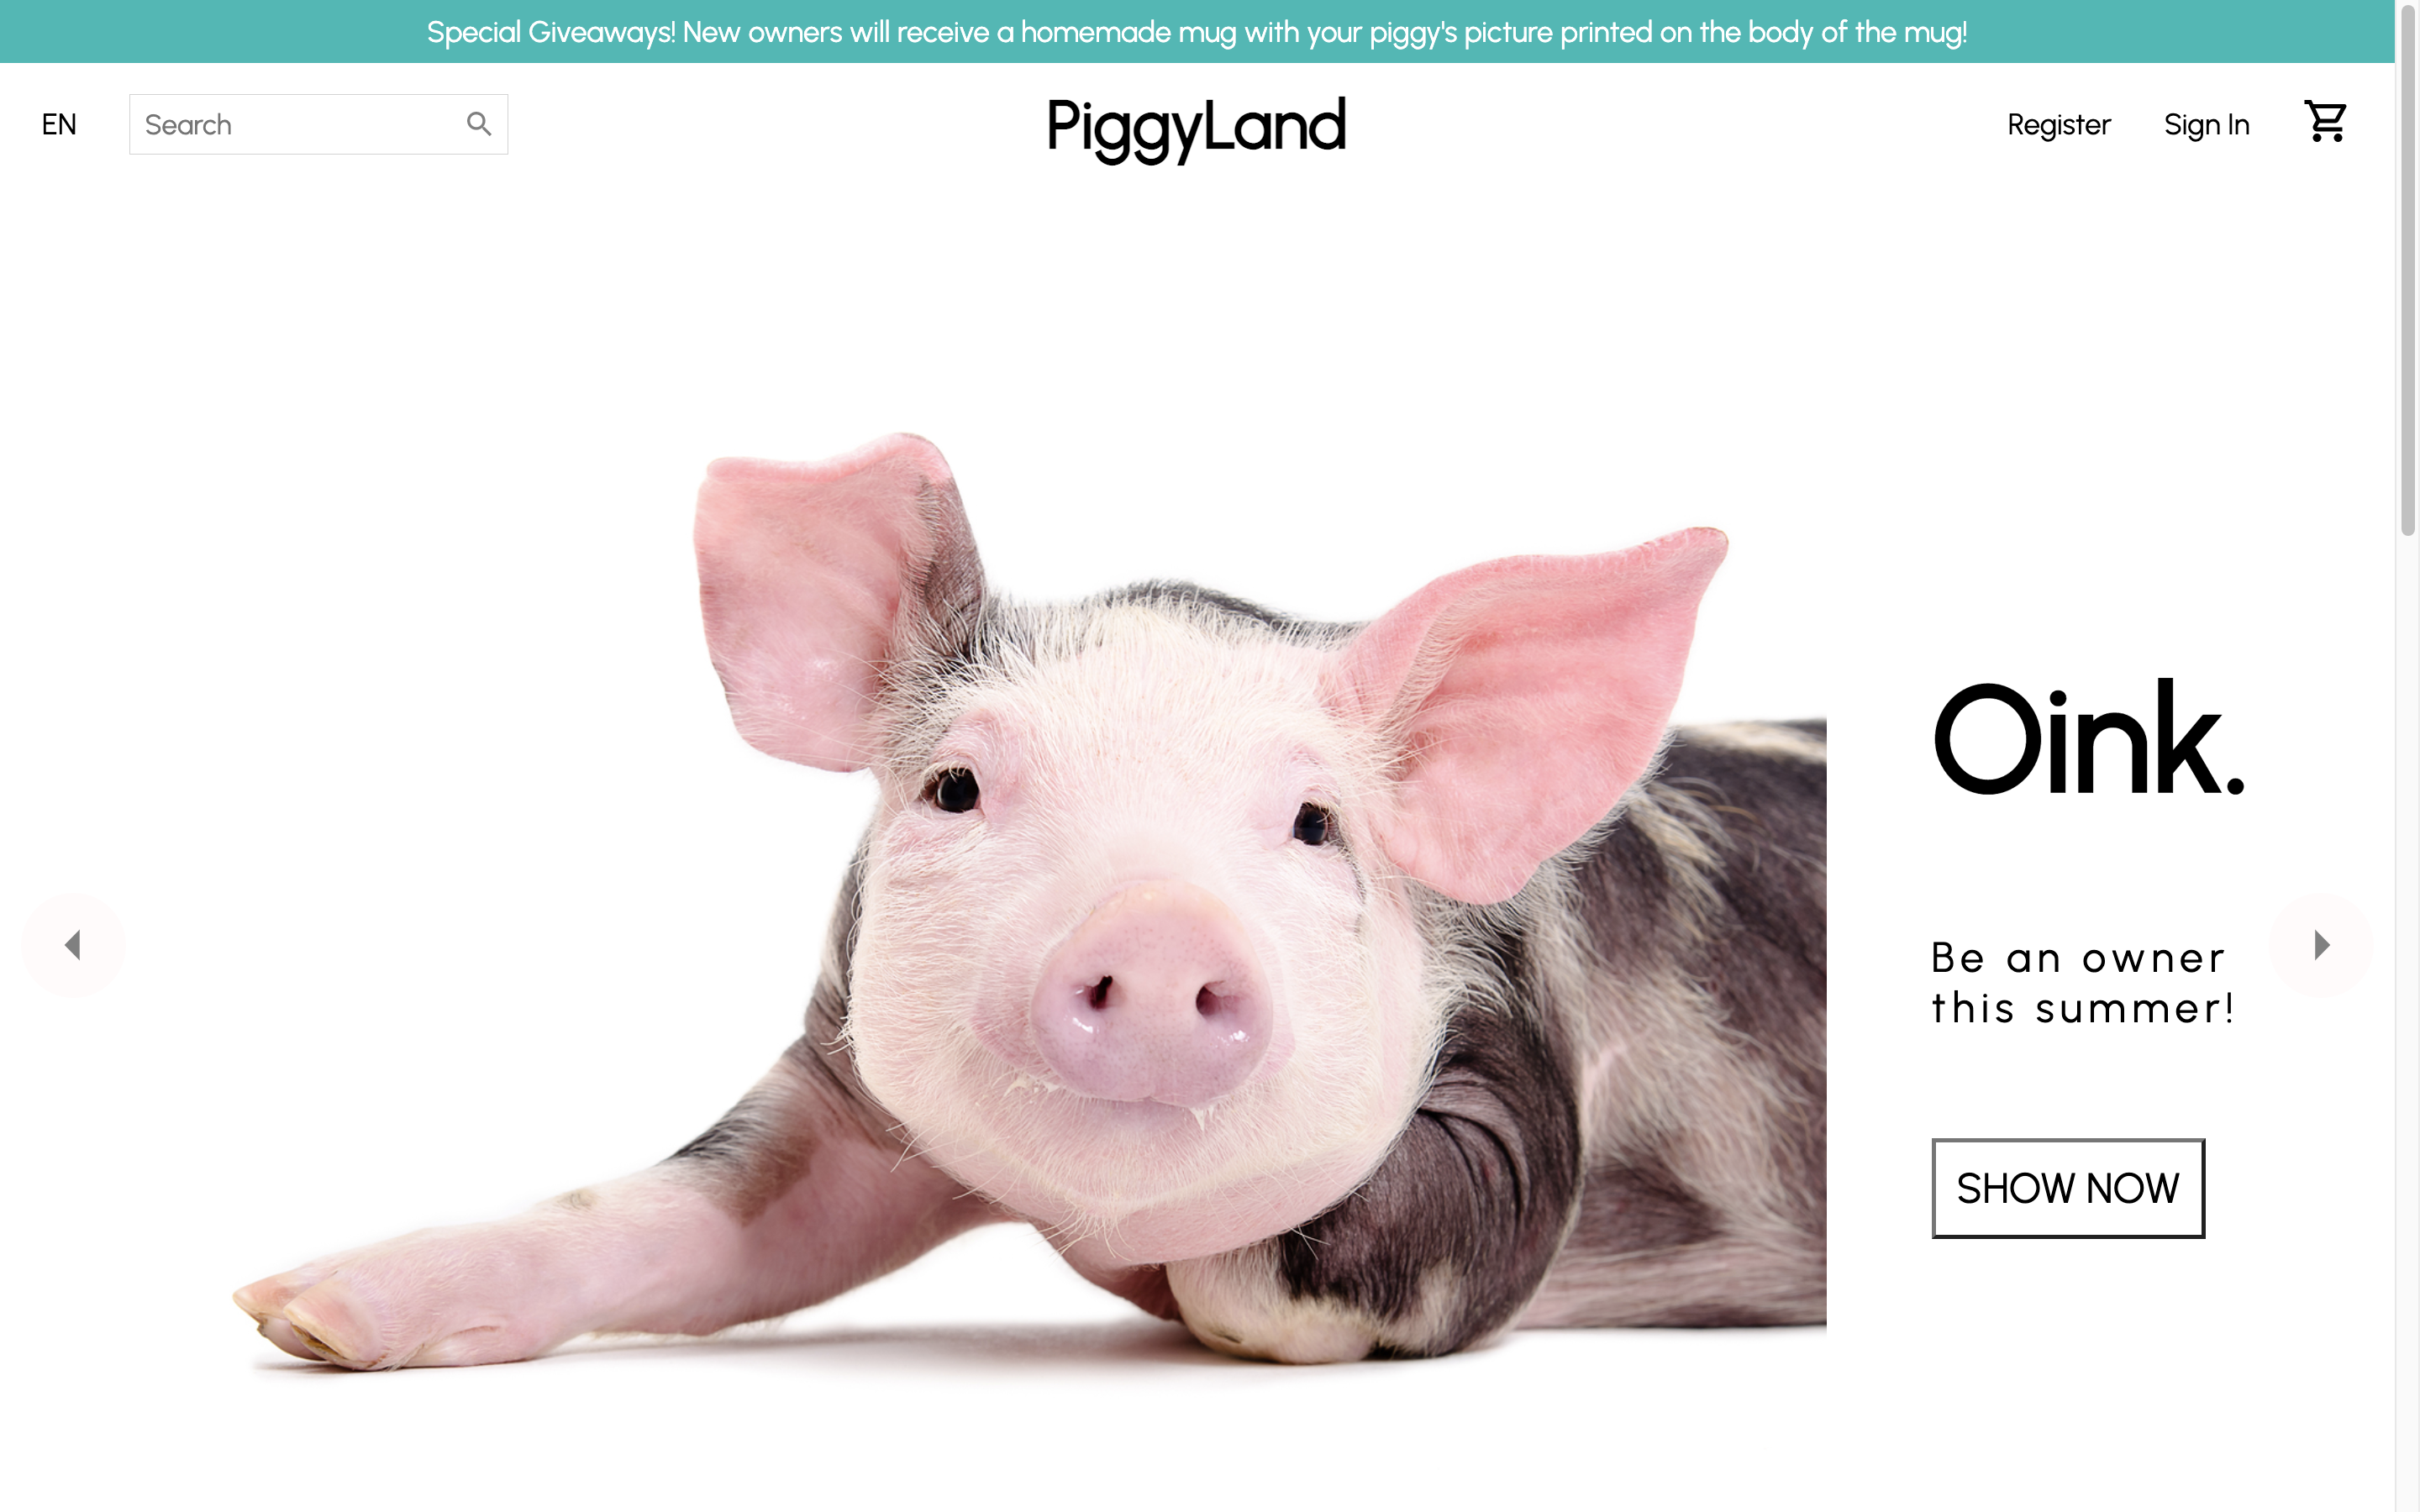 Special Giveaways! New owners will receive a homemade mug with your piggy's picture printed on the body of the mug!
EN
Search
PiggyLand
Register
Sign In
Oink.
Be an owner
this summer!
SHOW NOW